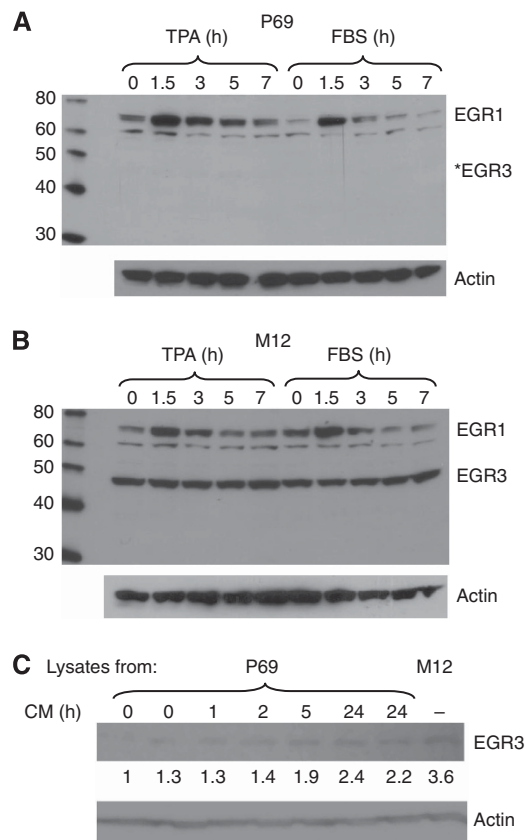 A
P69
TPA (h) FBS (h)
0 1.5 3 5 7 0 1.5 3 5 7
80
60
50
40
30
EGR1
*EGR3
Actin
B
M12
TPA (h) FBS (h)
0 1.5 3 5 7 0 1.5 3 5 7
80
60
50
40
30
EGR1
EGR3
Actin
C Lysates from: P69 M12
CM (h) 0 0 1 2 5 24 24 –
EGR3
1 1.3 1.3 1.4 1.9 2.4 2.2 3.6
Actin